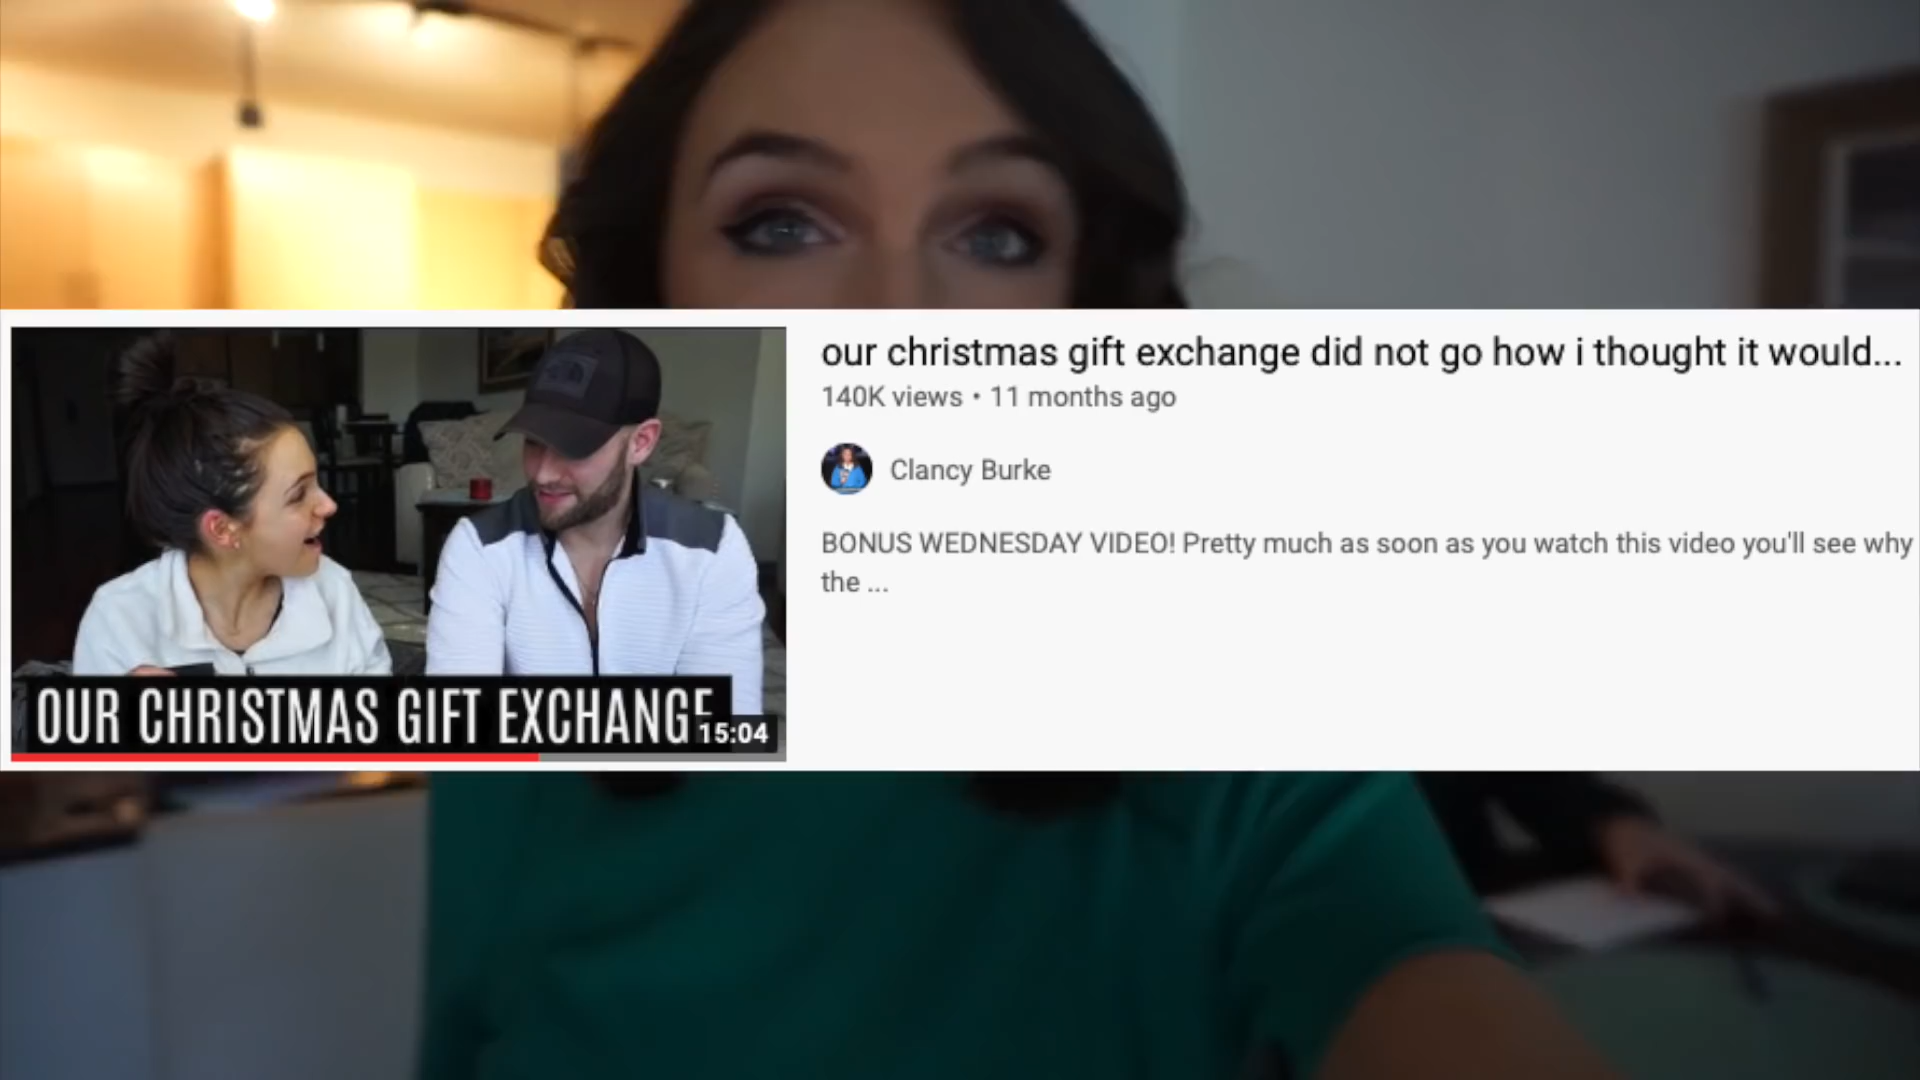 our christmas gift exchange did not go how i thought it would...
140K views • 11 months ago
Clancy Burke
BONUS WEDNESDAY VIDEO! Pretty much as soon as you watch this video you'll see why
the ...
OUR CHRISTMAS GIFT EXCHANGE
15:04